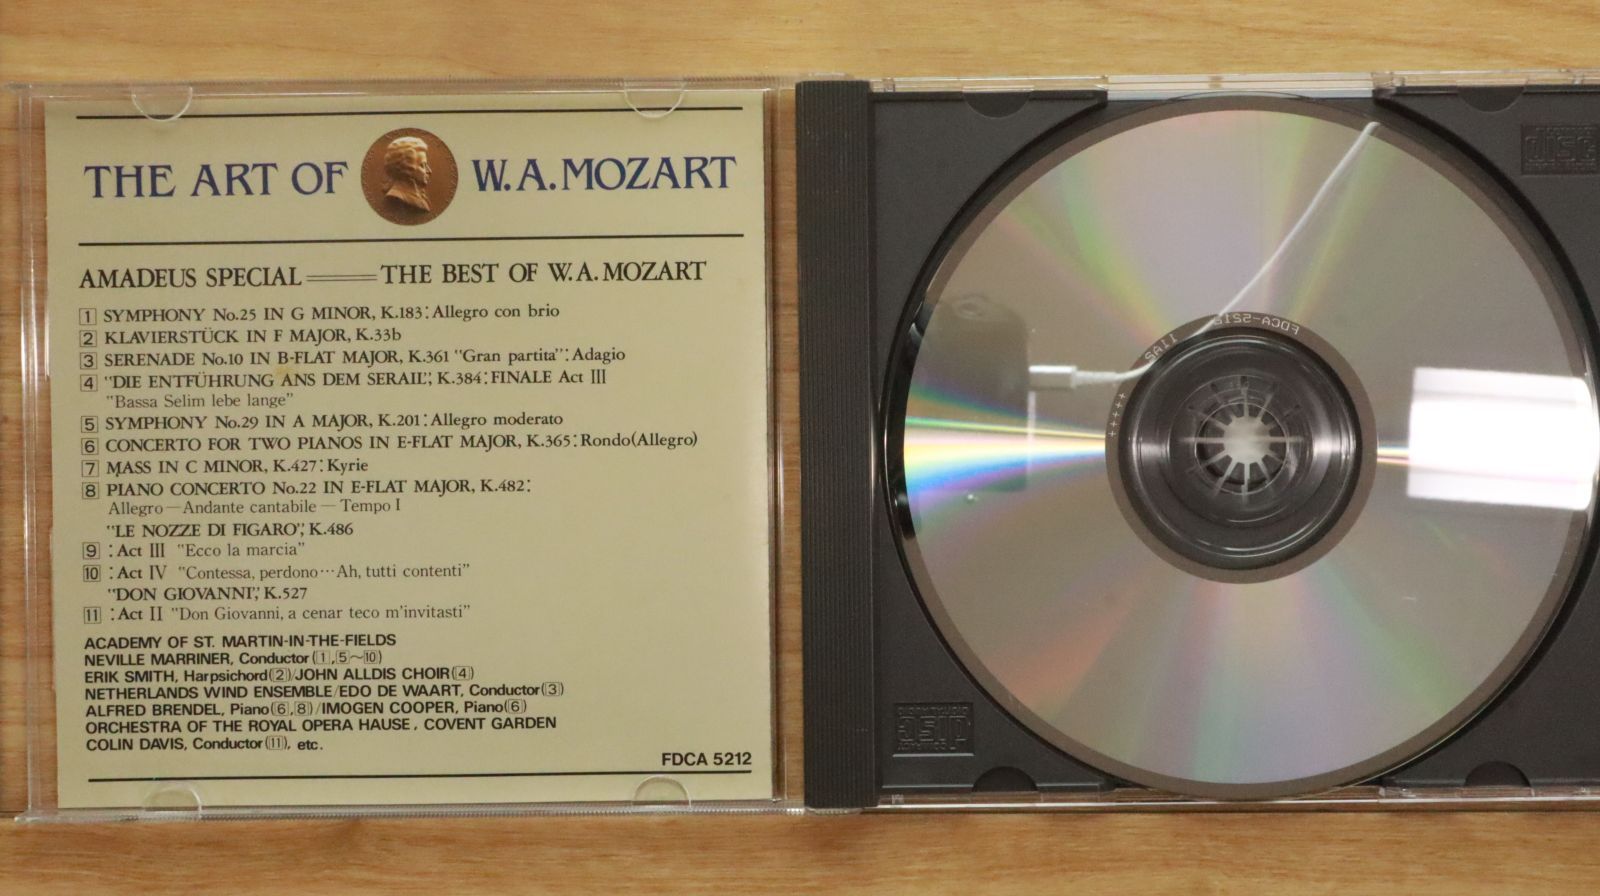 THE ART OF W.A.MOZART
AMADEUS SPECIAL THE BEST OF W.A.MOZART
1 SYMPHONY No.25 IN G MINOR, K.183: Allegro con brio
2 KLAVIERSTÜCK IN F MAJOR, K.33b
3 SERENADE No.10 IN B-FLAT MAJOR, K.361 "Gran partita": Adagio
4 "DIE ENTFÜHRUNG ANS DEM SERAIL", K.384: FINALE Act III
"Bassa Selim lebe lange"
5 SYMPHONY No.29 IN A MAJOR, K.201: Allegro moderato
6 CONCERTO FOR TWO PIANOS IN E-FLAT MAJOR, K.365: Rondo(Allegro)
7 MASS IN C MINOR, K.427: Kyrie
8 PIANO CONCERTO No.22 IN E-FLAT MAJOR, K.482:
Allegro—Andante cantabile — Tempo I
"LE NOZZE DI FIGARO", K.486
9 : Act III "Ecco la marcia"
10 : Act IV "Contessa, perdono…Ah, tutti contenti"
"DON GIOVANNI", K.527
11 : Act II "Don Giovanni, a cenar teco m'invitasti"
ACADEMY OF ST. MARTIN-IN-THE-FIELDS
NEVILLE MARRINER, Conductor(1,5~10)
ERIK SMITH, Harpsichord(2)/JOHN ALLDIS CHOIR(4)
NETHERLANDS WIND ENSEMBLE/EDO DE WAART, Conductor(3)
ALFRED BRENDEL, Piano(6,8)/IMOGEN COOPER, Piano(6)
ORCHESTRA OF THE ROYAL OPERA HAUSE, COVENT GARDEN
COLIN DAVIS, Conductor(11), etc.
FDCA 5212
FDCA-5212
11A5
+++++